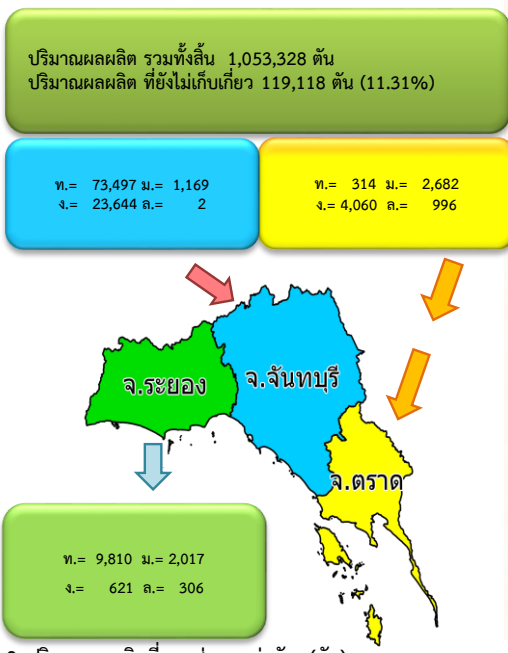 ปริมาณผลผลิต รวมทั้งสิ้น 1,053,328 ตัน
ปริมาณผลผลิต ที่ยังไม่เก็บเกี่ยว 119,118 ตัน (11.31%)
ท.= 73,497 ม.= 1,169
ง.= 23,644 ล.= 2
ท.= 314 ม.= 2,682
ง.= 4,060 ล.= 996
จ.ระยอง
จ.จันทบุรี
จ.ตราด
ท.= 9,810 ม.= 2,017
ง.= 621 ล.= 306